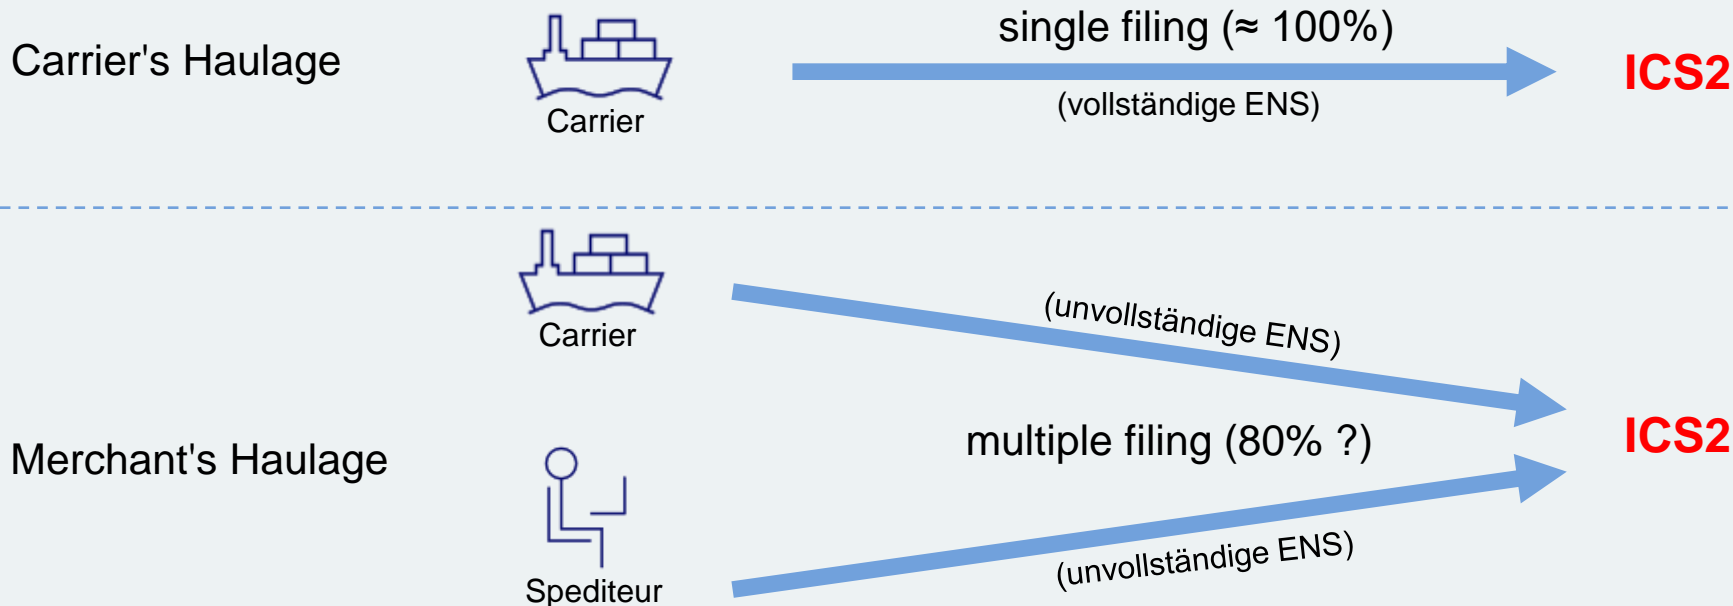 Carrier's Haulage
Carrier
single filing (≈ 100%)
(vollständige ENS)
ICS2
Carrier
(unvollständige ENS)
Merchant's Haulage
multiple filing (80% ?)
ICS2
(unvollständige ENS)
Spediteur